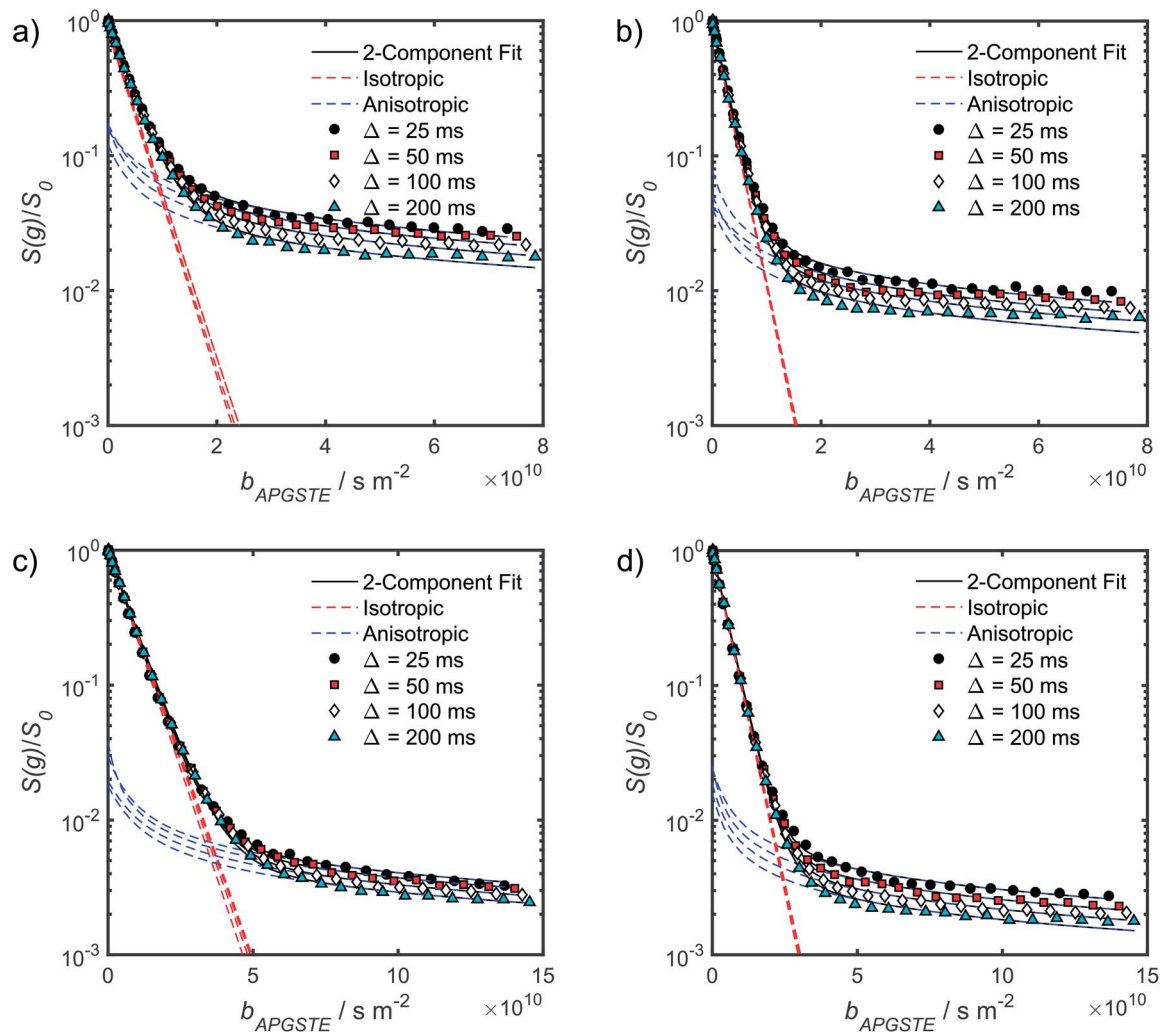 a)
10^0
10^-1
10^-2
10^-3
S(g)/S_0
2-Component Fit
Isotropic
Anisotropic
Δ = 25 ms
Δ = 50 ms
Δ = 100 ms
Δ = 200 ms
0 2 4 6 8
b_APGSTE / s m^-2 ×10^10
b)
10^0
10^-1
10^-2
10^-3
S(g)/S_0
2-Component Fit
Isotropic
Anisotropic
Δ = 25 ms
Δ = 50 ms
Δ = 100 ms
Δ = 200 ms
0 2 4 6 8
b_APGSTE / s m^-2 ×10^10
c)
10^0
10^-1
10^-2
10^-3
S(g)/S_0
2-Component Fit
Isotropic
Anisotropic
Δ = 25 ms
Δ = 50 ms
Δ = 100 ms
Δ = 200 ms
0 5 10 15
b_APGSTE / s m^-2 ×10^10
d)
10^0
10^-1
10^-2
10^-3
S(g)/S_0
2-Component Fit
Isotropic
Anisotropic
Δ = 25 ms
Δ = 50 ms
Δ = 100 ms
Δ = 200 ms
0 5 10 15
b_APGSTE / s m^-2 ×10^10